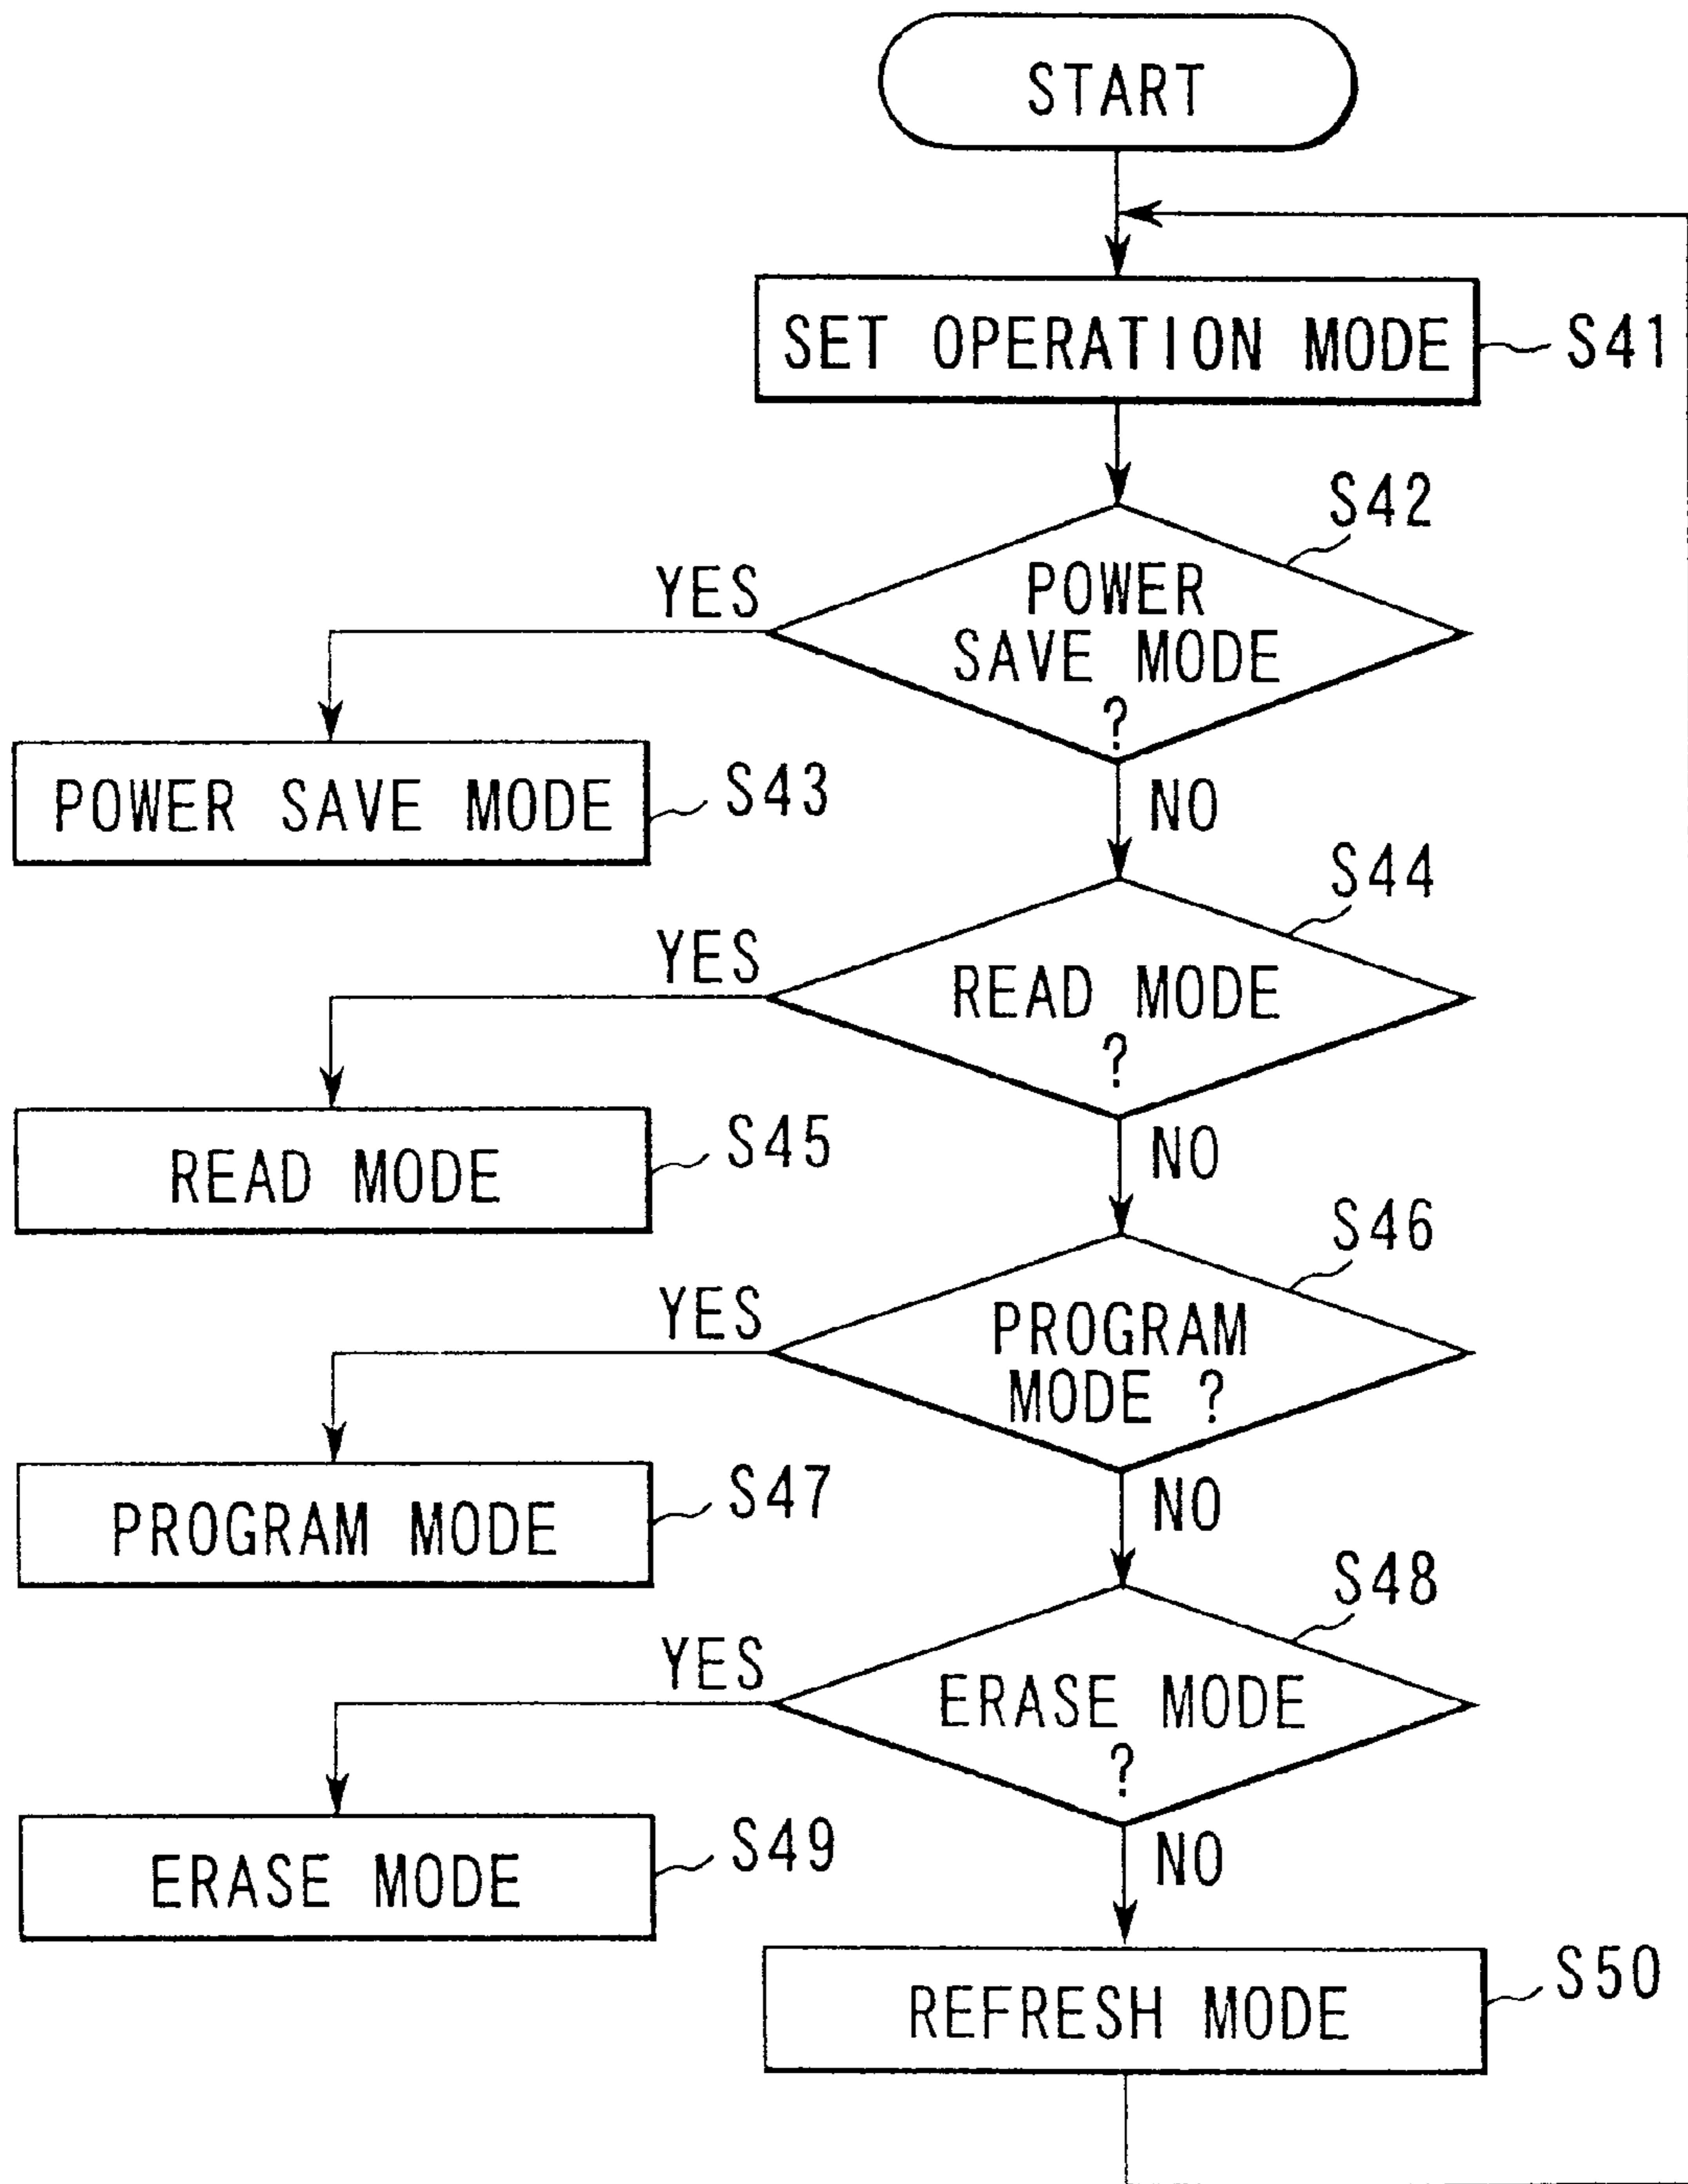 START
SET OPERATION MODE
S41
S42
POWER
SAVE MODE
?
YES
NO
POWER SAVE MODE
S43
S44
READ MODE
?
YES
NO
READ MODE
S45
S46
PROGRAM
MODE ?
YES
NO
PROGRAM MODE
S47
S48
ERASE MODE
?
YES
NO
ERASE MODE
S49
REFRESH MODE
S50